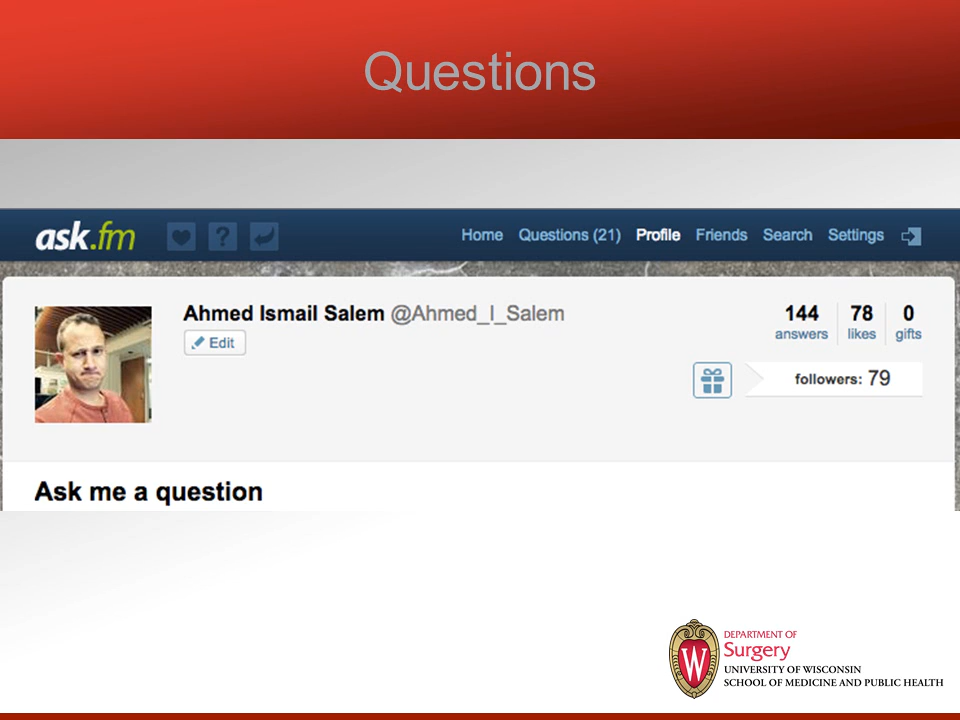 Questions
ask.fm ? Home Questions (21) Profile Friends Search Settings
Ahmed Ismail Salem @Ahmed_I_Salem
144 78 0
answers likes gifts
Edit
followers: 79
Ask me a question
W
DEPARTMENT OF
Surgery
UNIVERSITY OF WISCONSIN
SCHOOL OF MEDICINE AND PUBLIC HEALTH